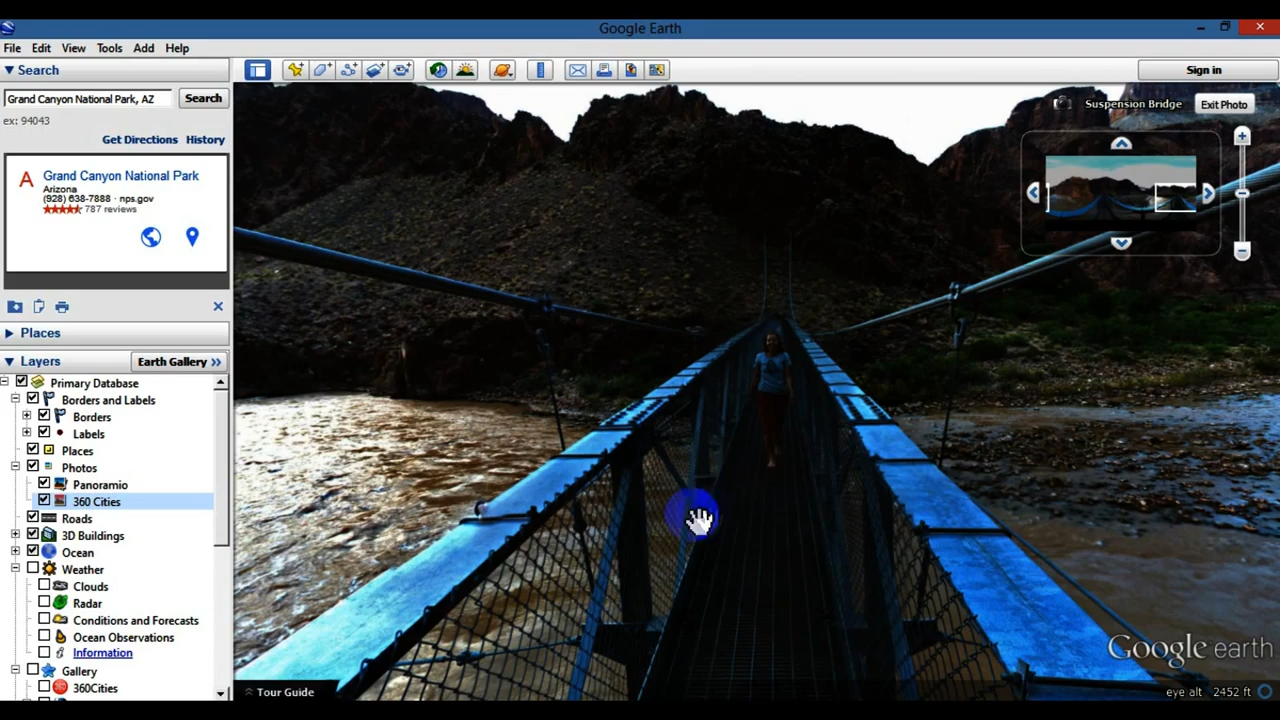 Google Earth
File Edit View Tools Add Help
Search
Sign in
Grand Canyon National Park, AZ
Search
ex: 94043
Get Directions History
A Grand Canyon National Park
Arizona
(928) 638-7888 · nps.gov
787 reviews
Places
Layers
Earth Gallery >>
Primary Database
Borders and Labels
Borders
Labels
Places
Photos
Panoramio
360 Cities
Roads
3D Buildings
Ocean
Weather
Clouds
Radar
Conditions and Forecasts
Ocean Observations
Information
Gallery
360Cities
Suspension Bridge
Exit Photo
Google earth
Tour Guide
eye alt 2452 ft